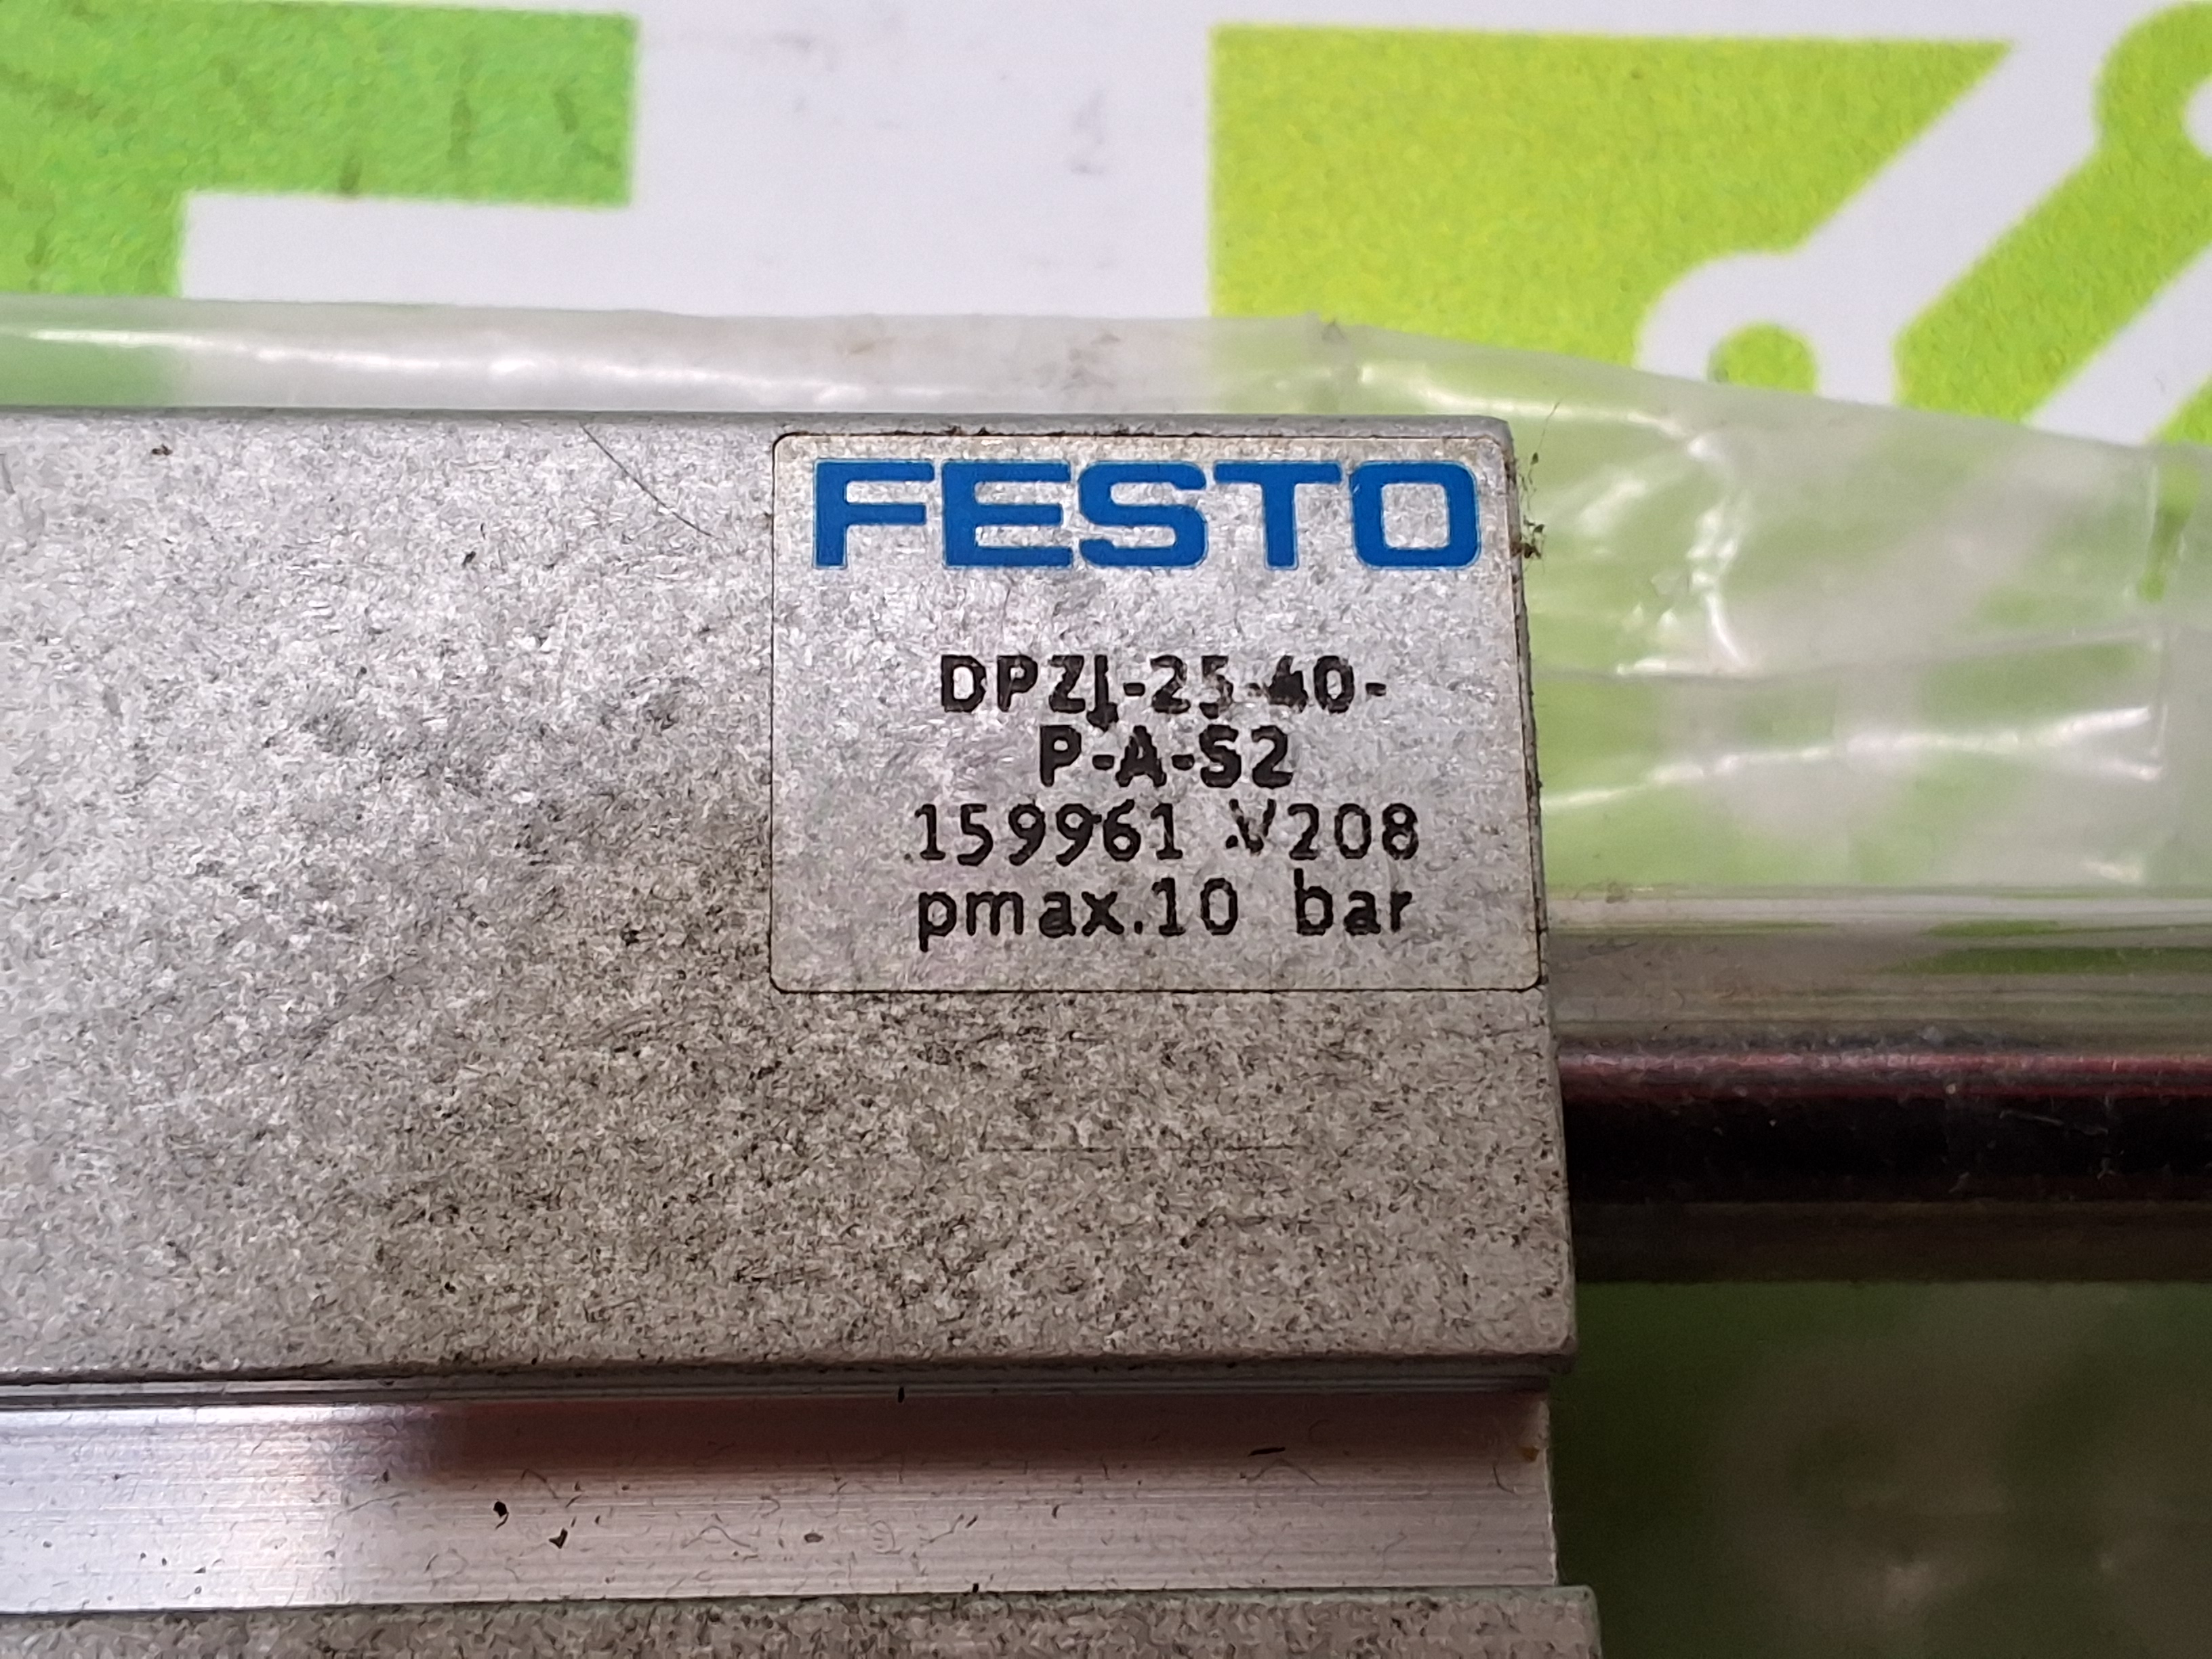 FESTO
DPZJ-25-40-
P-A-S2
159961 V208
pmax.10 bar